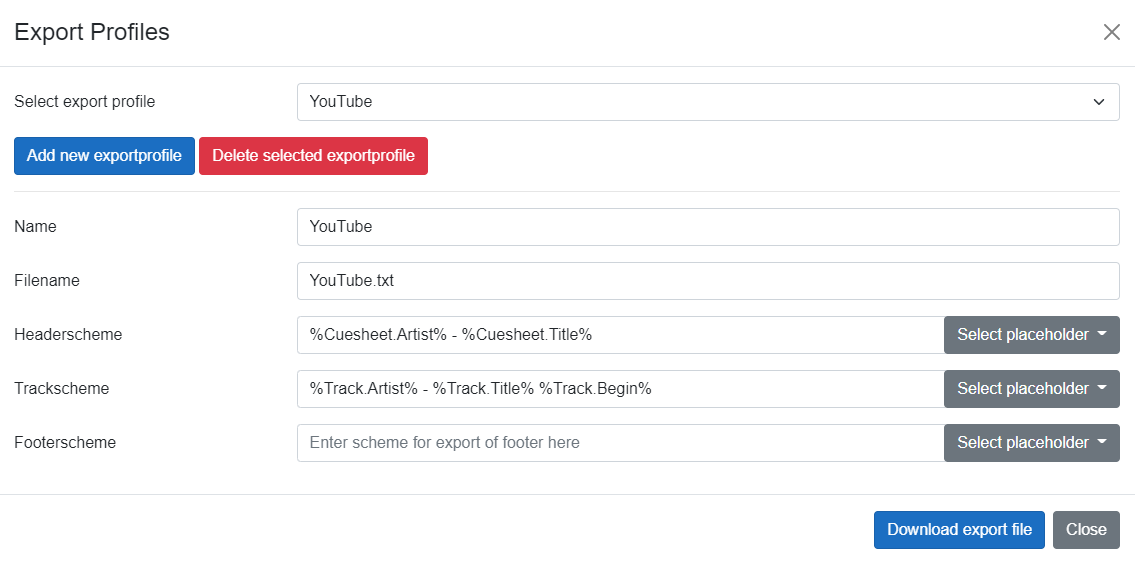 Export Profiles
Select export profile YouTube
Add new exportprofile Delete selected exportprofile
Name YouTube
Filename YouTube.txt
Headerscheme %Cuesheet.Artist% - %Cuesheet.Title% Select placeholder
Trackscheme %Track.Artist% - %Track.Title% %Track.Begin% Select placeholder
Footerscheme Enter scheme for export of footer here Select placeholder
Download export file Close